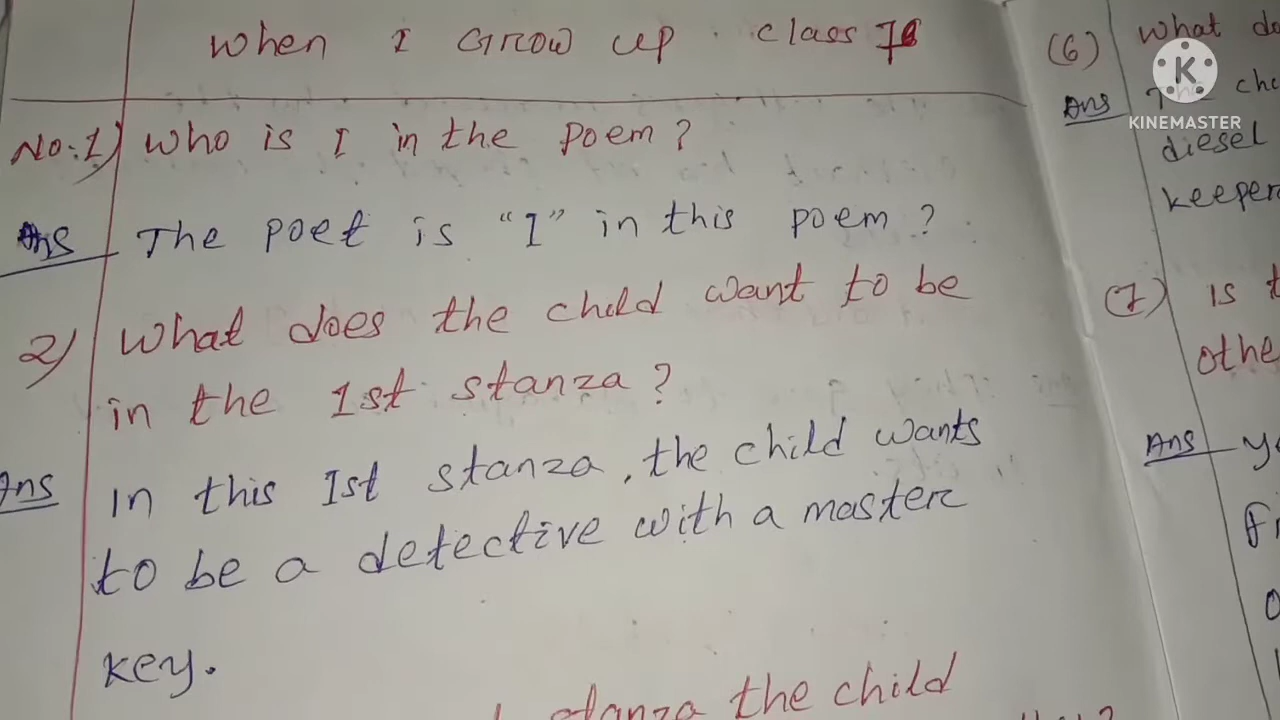 When I Grow up. class 7
No:1) Who is I in the Poem?
Ans The poet is "I" in this poem?
2) What does the child want to be
in the 1st stanza?
Ans In this 1st stanza, the child wants
to be a detective with a master
key.
stanza the child
(6) What do
Ans The
diesel
keeper
(7) is
othe
Ans
KINEMASTER